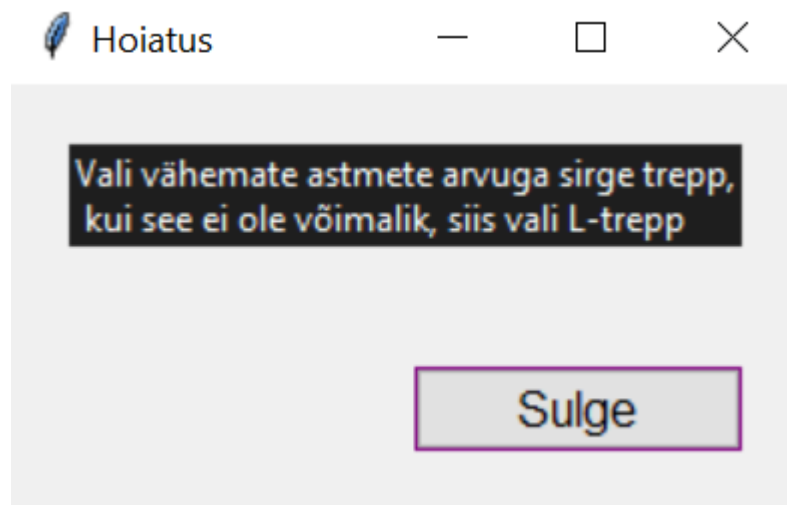 Hoiatus
Vali vähemate astmete arvuga sirge trepp,
kui see ei ole võimalik, siis vali L-trepp
Sulge